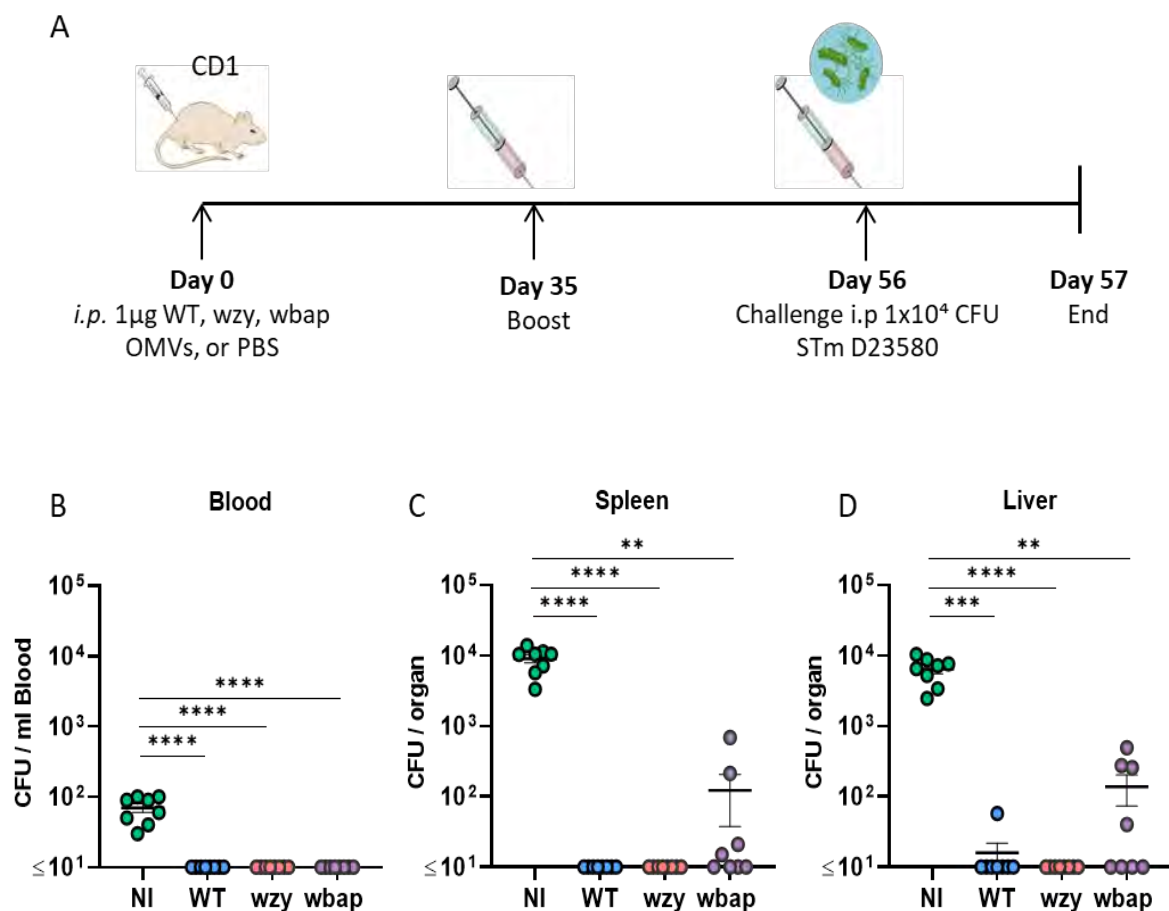 A
CD1
Day 0
i.p. 1µg WT, wzy, wbap
OMVs, or PBS
Day 35
Boost
Day 56
Challenge i.p 1x10⁴ CFU
STm D23580
Day 57
End
B
Blood
CFU / ml Blood
10⁵
10⁴
10³
10²
≤ 10¹
****
****
****
NI WT wzy wbap
C
Spleen
CFU / organ
10⁵
10⁴
10³
10²
≤ 10¹
**
****
****
NI WT wzy wbap
D
Liver
CFU / organ
10⁵
10⁴
10³
10²
≤ 10¹
**
****
***
NI WT wzy wbap